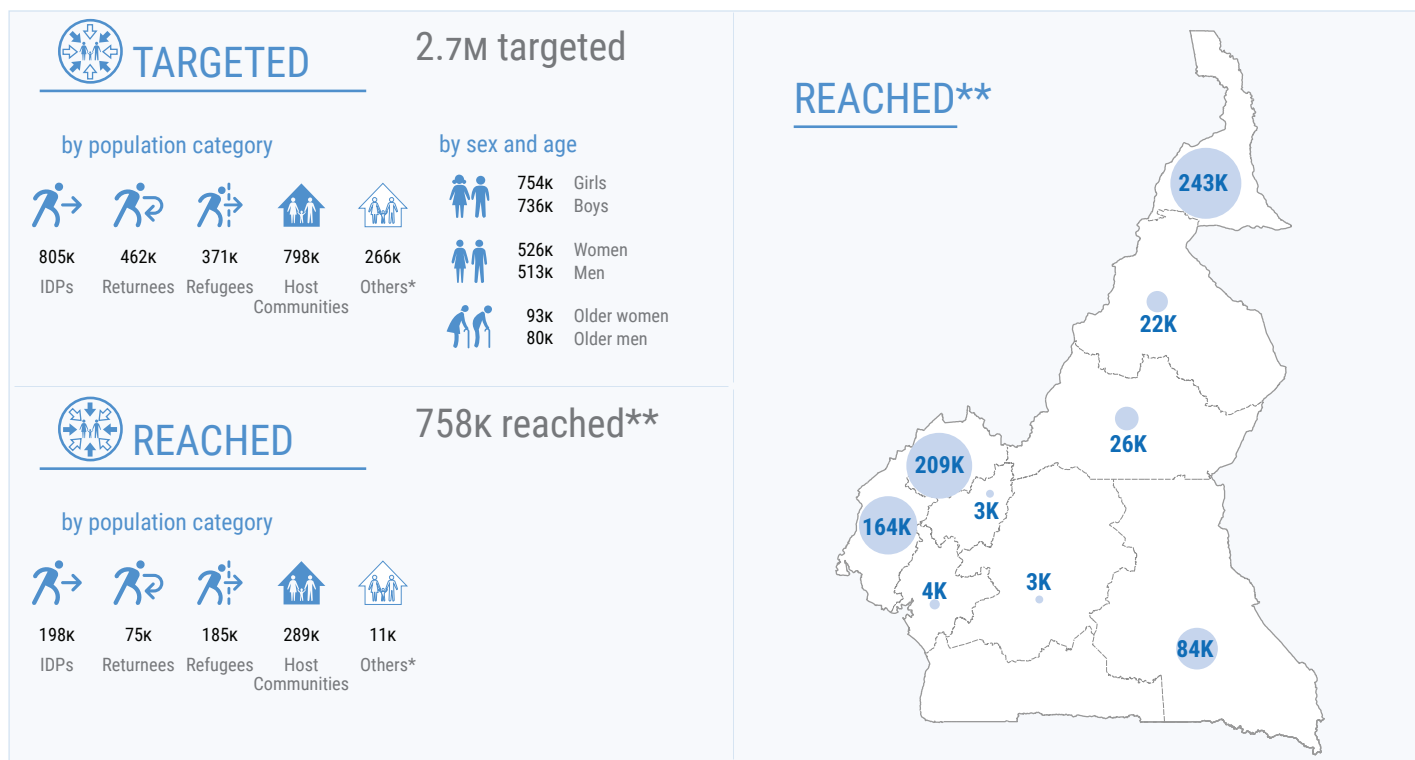 TARGETED
2.7M targeted
by population category
805K
462K
371K
798K
266K
IDPs
Returnees
Refugees
Host
Communities
Others*
by sex and age
754K Girls
736K Boys
526K Women
513K Men
93K Older women
80K Older men
REACHED
758K reached**
by population category
198K
75K
185K
289K
11K
IDPs
Returnees
Refugees
Host
Communities
Others*
REACHED**
243K
22K
26K
209K
3K
164K
3K
4K
84K